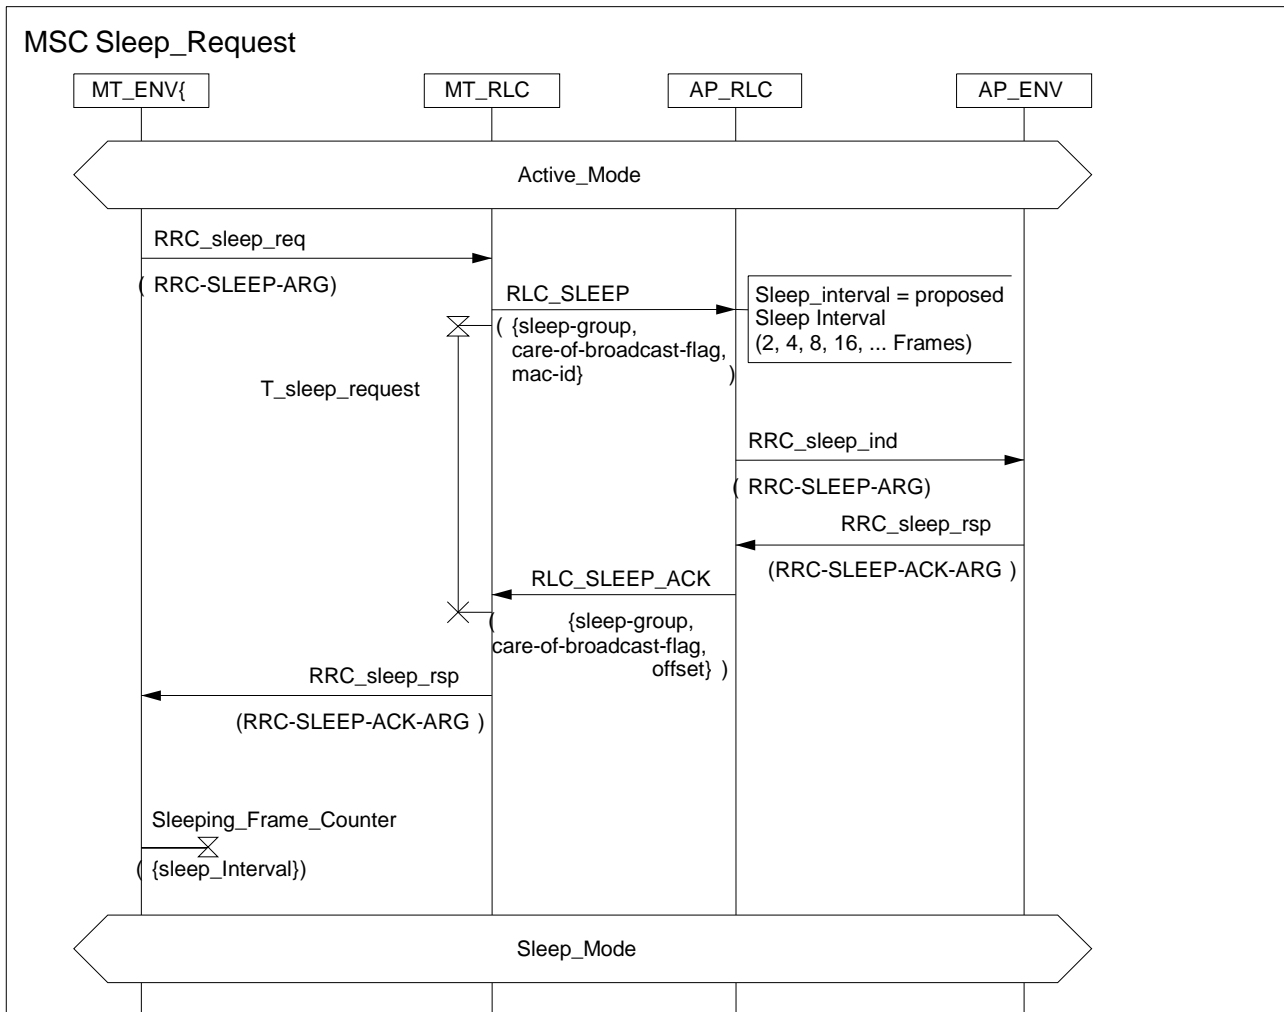 MSC Sleep_Request
MT_ENV{
MT_RLC
AP_RLC
AP_ENV
Active_Mode
RRC_sleep_req
( RRC-SLEEP-ARG)
RLC_SLEEP
( {sleep-group,
care-of-broadcast-flag,
mac-id} )
Sleep_interval = proposed
Sleep Interval
(2, 4, 8, 16, ... Frames)
T_sleep_request
RRC_sleep_ind
( RRC-SLEEP-ARG)
RRC_sleep_rsp
(RRC-SLEEP-ACK-ARG )
RLC_SLEEP_ACK
( {sleep-group,
care-of-broadcast-flag,
offset} )
RRC_sleep_rsp
(RRC-SLEEP-ACK-ARG )
Sleeping_Frame_Counter
( {sleep_Interval})
Sleep_Mode